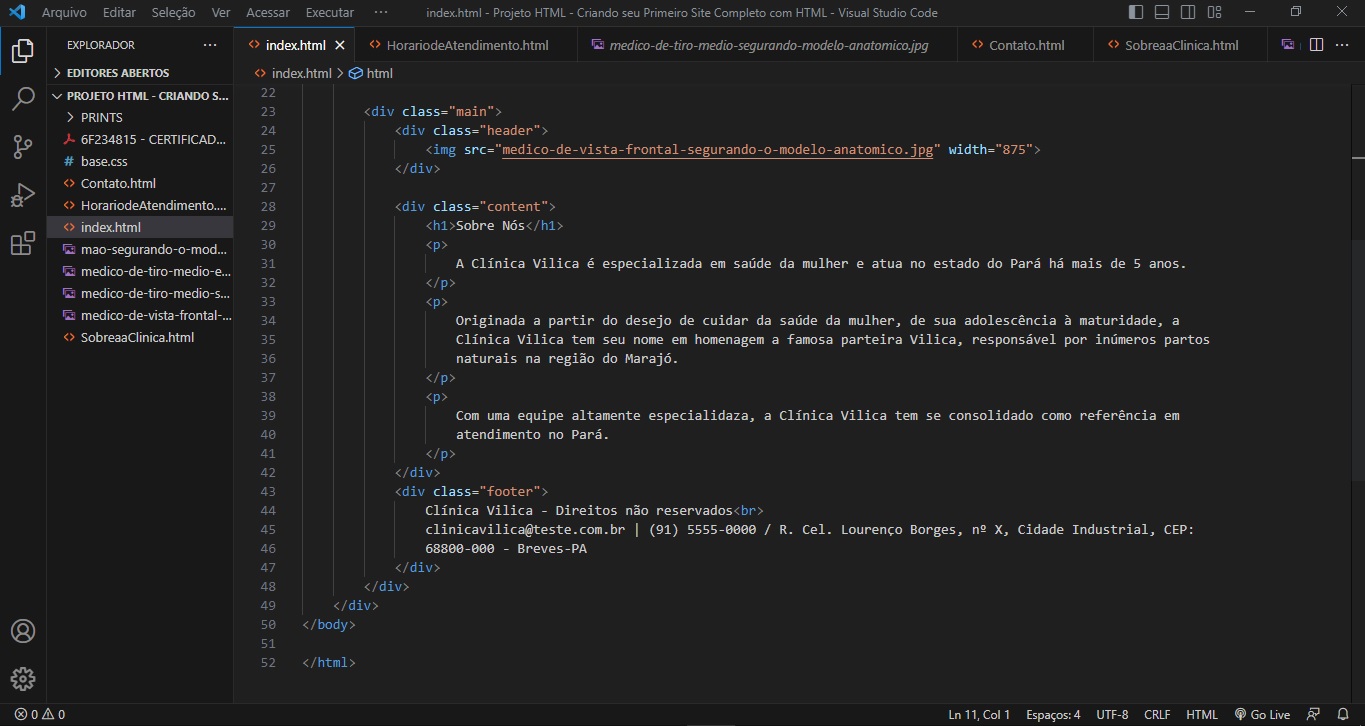 Arquivo Editar Seleção Ver Acessar Executar ··· index.html - Projeto HTML - Criando seu Primeiro Site Completo com HTML - Visual Studio Code
EXPLORADOR ···
index.html HorariodeAtendimento.html medico-de-tiro-medio-segurando-modelo-anatomico.jpg Contato.html SobreaaClinica.html ···
EDITORES ABERTOS
PROJETO HTML - CRIANDO S...
PRINTS
6F234815 - CERTIFICAD...
# base.css
Contato.html
HorariodeAtendimento....
index.html
mao-segurando-o-mod...
medico-de-tiro-medio-e...
medico-de-tiro-medio-s...
medico-de-vista-frontal-...
SobreaaClinica.html
index.html > html
22
23 <div class="main">
24 <div class="header">
25 <img src="medico-de-vista-frontal-segurando-o-modelo-anatomico.jpg" width="875">
26 </div>
27
28 <div class="content">
29 <h1>Sobre Nós</h1>
30 <p>
31 A Clínica Vilica é especializada em saúde da mulher e atua no estado do Pará há mais de 5 anos.
32 </p>
33 <p>
34 Originada a partir do desejo de cuidar da saúde da mulher, de sua adolescência à maturidade, a
35 Clínica Vilica tem seu nome em homenagem a famosa parteira Vilica, responsável por inúmeros partos
36 naturais na região do Marajó.
37 </p>
38 <p>
39 Com uma equipe altamente especialidaza, a Clínica Vilica tem se consolidado como referência em
40 atendimento no Pará.
41 </p>
42 </div>
43 <div class="footer">
44 Clínica Vilica - Direitos não reservados<br>
45 clinicavilica@teste.com.br | (91) 5555-0000 / R. Cel. Lourenço Borges, nº X, Cidade Industrial, CEP:
46 68800-000 - Breves-PA
47 </div>
48 </div>
49 </div>
50 </body>
51
52 </html>
0 0 Ln 11, Col 1 Espaços: 4 UTF-8 CRLF HTML Go Live